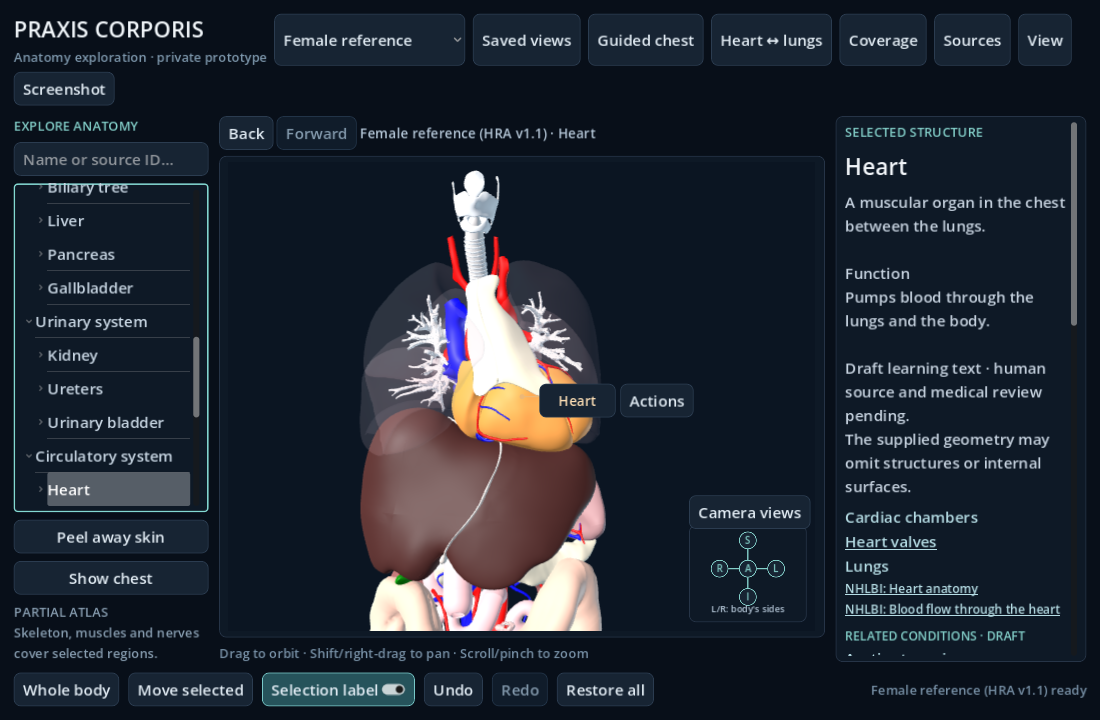 PRAXIS CORPORIS
Anatomy exploration · private prototype
Female reference
Saved views
Guided chest
Heart ↔ lungs
Coverage
Sources
View
Screenshot
EXPLORE ANATOMY
Name or source ID...
Biliary tree
Liver
Pancreas
Gallbladder
Urinary system
Kidney
Ureters
Urinary bladder
Circulatory system
Heart
Peel away skin
Show chest
PARTIAL ATLAS
Skeleton, muscles and nerves
cover selected regions.
Back
Forward
Female reference (HRA v1.1) · Heart
Heart
Actions
Camera views
S
R
A
L
I
L/R: body's sides
Drag to orbit · Shift/right-drag to pan · Scroll/pinch to zoom
SELECTED STRUCTURE
Heart
A muscular organ in the chest
between the lungs.
Function
Pumps blood through the
lungs and the body.
Draft learning text · human
source and medical review
pending.
The supplied geometry may
omit structures or internal
surfaces.
Cardiac chambers
Heart valves
Lungs
NHLBI: Heart anatomy
NHLBI: Blood flow through the heart
RELATED CONDITIONS · DRAFT
Whole body
Move selected
Selection label
Undo
Redo
Restore all
Female reference (HRA v1.1) ready